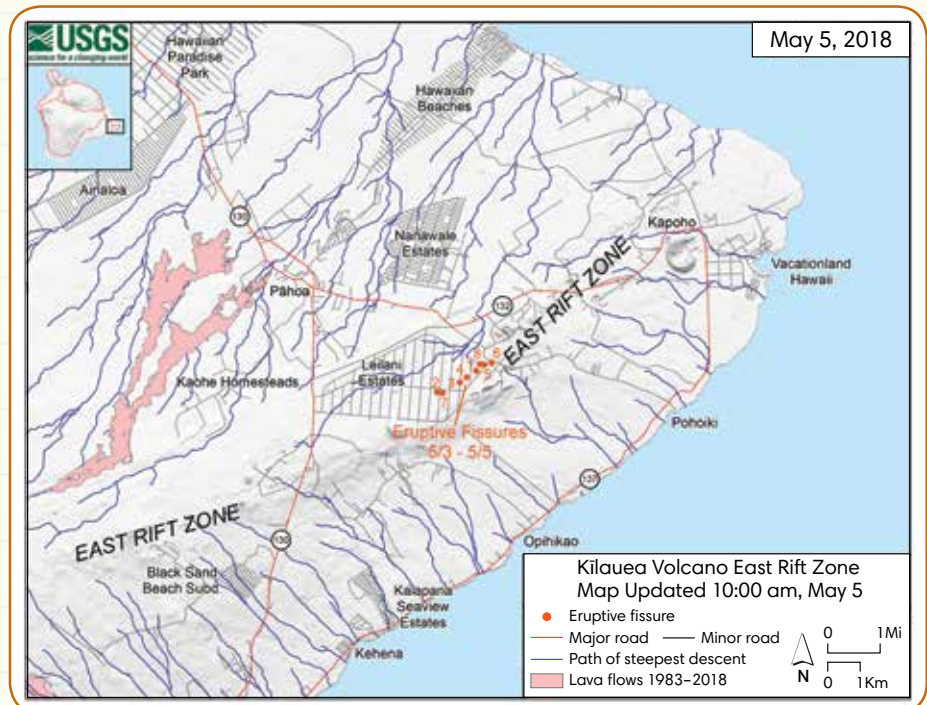 USGS
science for a changing world
May 5, 2018
Hawaiian
Paradise
Park
Hawaiian
Beaches
Ainaloa
130
Nanawale
Estates
Kapoho
Vacationland
Hawaii
Pāhoa
132
EAST RIFT ZONE
Leilani
Estates
Kaohe Homesteads
Eruptive Fissures
5/3 - 5/5
Pohoiki
137
EAST RIFT ZONE
130
Opihikao
Black Sand
Beach Subd
Kalapana
Seaview
Estates
Kehena
Kīlauea Volcano East Rift Zone
Map Updated 10:00 am, May 5
Eruptive fissure
Major road Minor road
Path of steepest descent
Lava flows 1983–2018
N
0 1Mi
0 1Km